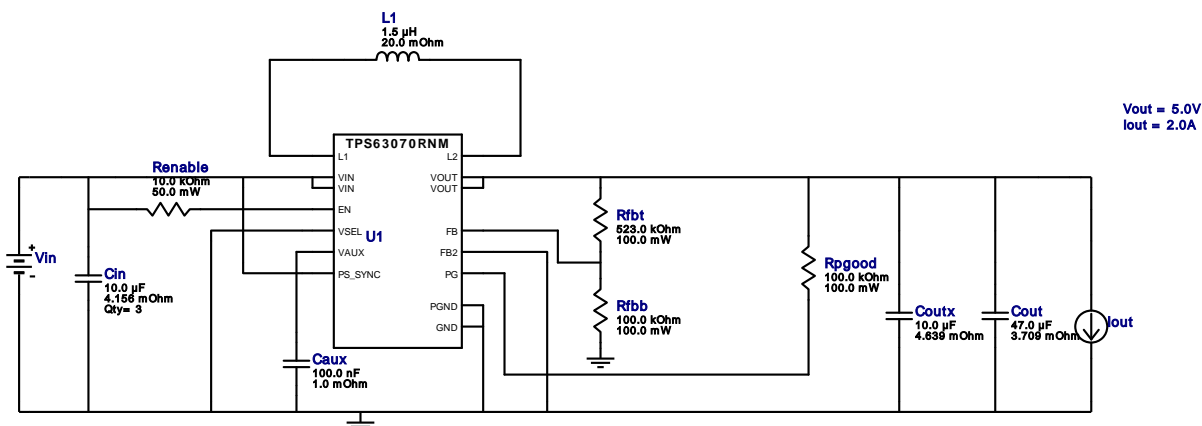 L1
1.5 µH
20.0 mOhm
Vout = 5.0V
Iout = 2.0A
TPS63070RNM
L1
L2
Renable
10.0 kOhm
50.0 mW
VIN
VIN
EN
VSEL
VAUX
PS_SYNC
U1
VOUT
VOUT
FB
FB2
PG
PGND
GND
Rfbt
523.0 kOhm
100.0 mW
Rfbb
100.0 kOhm
100.0 mW
Rpgood
100.0 kOhm
100.0 mW
+
Vin
-
Cin
10.0 µF
4.156 mOhm
Qty= 3
Caux
100.0 nF
1.0 mOhm
Coutx
10.0 µF
4.639 mOhm
Cout
47.0 µF
3.709 mOhm
Iout